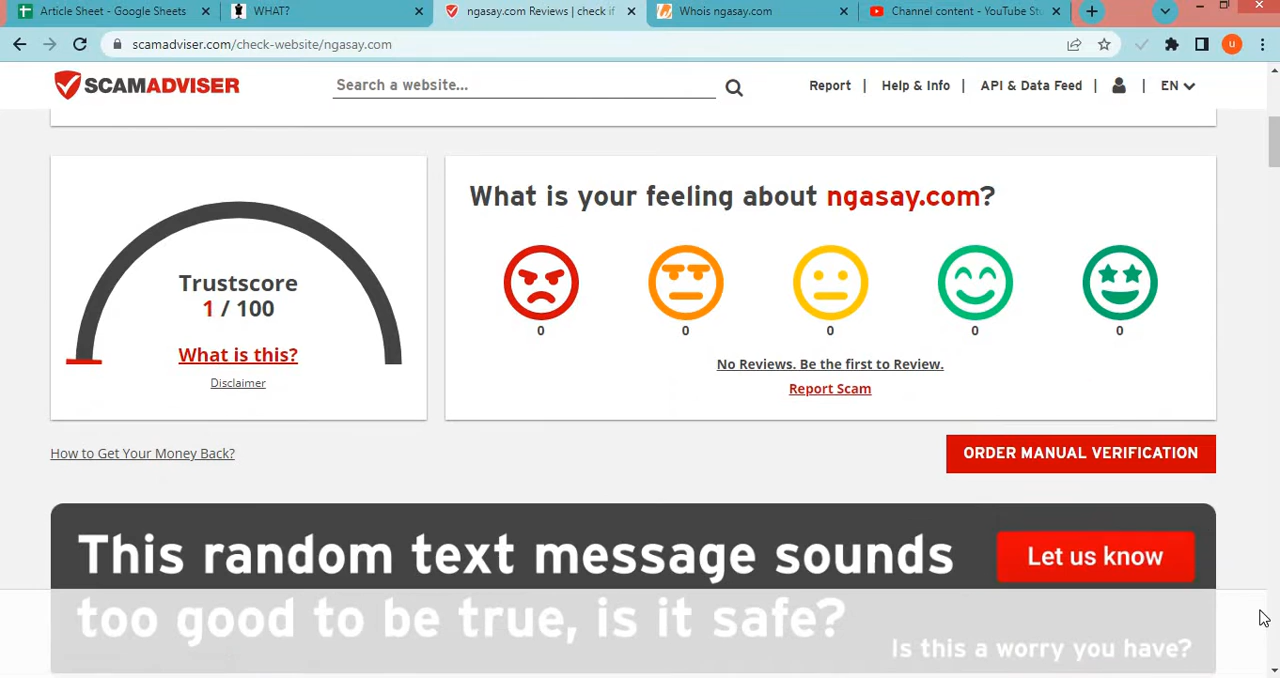 Article Sheet - Google Sheets
WHAT?
ngasay.com Reviews | check if
Whois ngasay.com
Channel content - YouTube Stu
scamadviser.com/check-website/ngasay.com
u
SCAMADVISER
Search a website...
Report | Help & Info | API & Data Feed | | EN
Trustscore
1 / 100
What is this?
Disclaimer
What is your feeling about ngasay.com?
0 0 0 0 0
No Reviews. Be the first to Review.
Report Scam
How to Get Your Money Back?
ORDER MANUAL VERIFICATION
This random text message sounds
too good to be true, is it safe?
Let us know
Is this a worry you have?